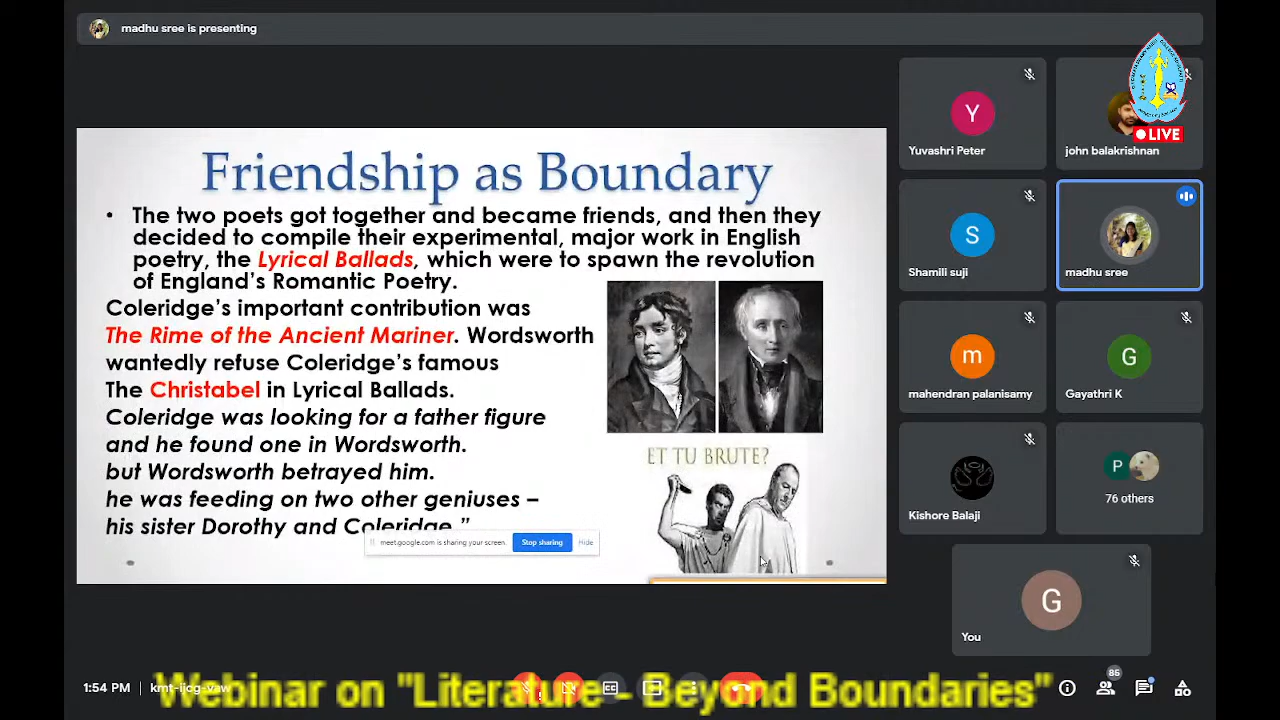 madhu sree is presenting
LIVE
Friendship as Boundary
• The two poets got together and became friends, and then they
decided to compile their experimental, major work in English
poetry, the Lyrical Ballads, which were to spawn the revolution
of England's Romantic Poetry.
Coleridge's important contribution was
The Rime of the Ancient Mariner. Wordsworth
wantedly refuse Coleridge's famous
The Christabel in Lyrical Ballads.
Coleridge was looking for a father figure
and he found one in Wordsworth.
but Wordsworth betrayed him.
he was feeding on two other geniuses –
his sister Dorothy and Coleridge."
ET TU BRUTE?
meet.google.com is sharing your screen.
Stop sharing
Hide
Y
Yuvashri Peter
john balakrishnan
S
Shamili suji
madhu sree
m
mahendran palanisamy
G
Gayathri K
Kishore Balaji
P
76 others
G
You
1:54 PM
85
Webinar on "Literature - Beyond Boundaries"